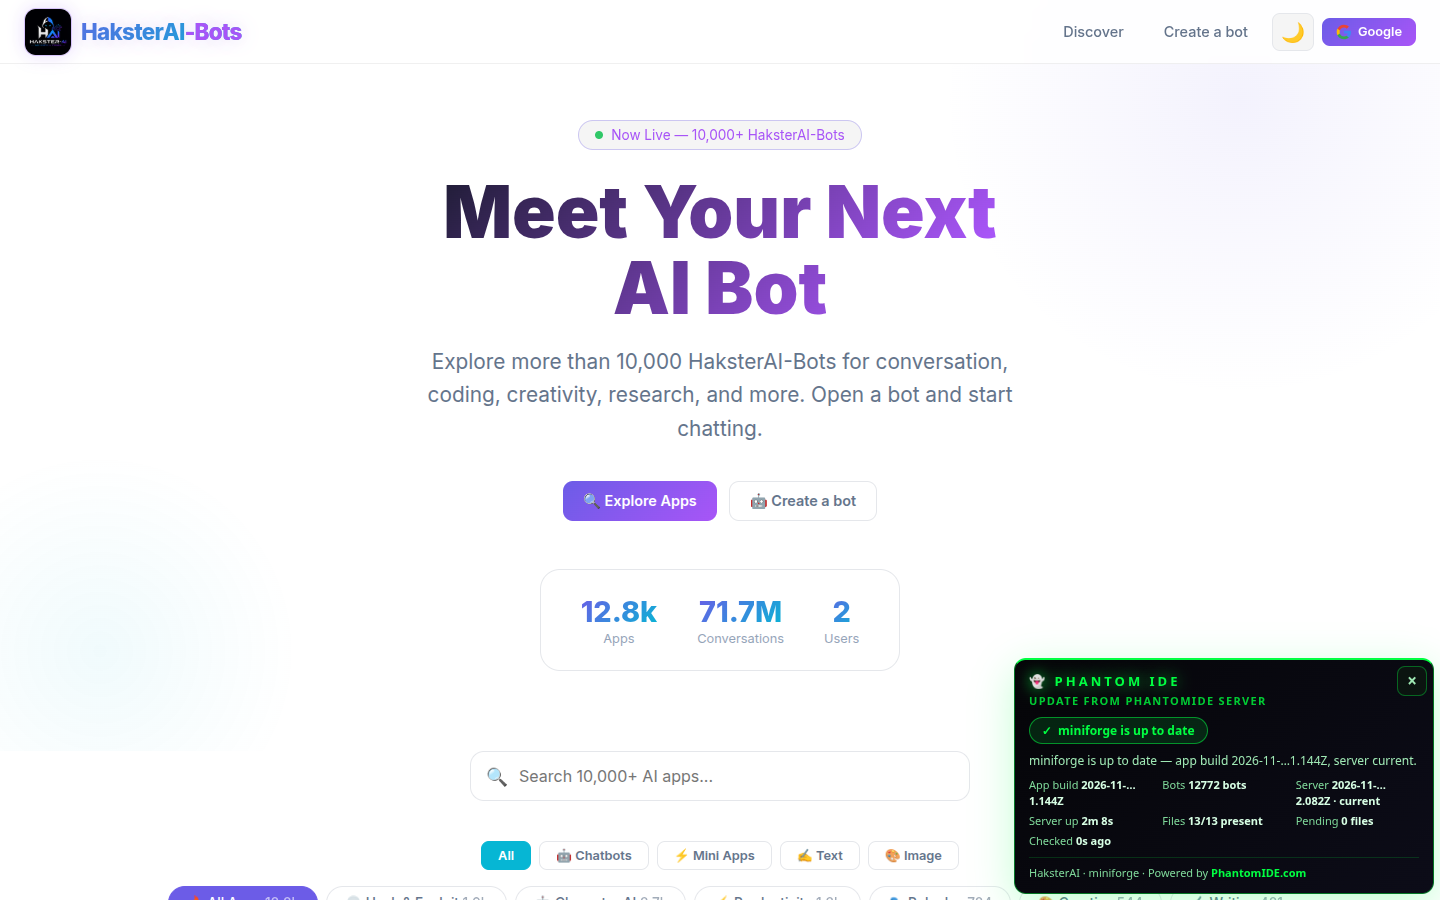 HaksterAI-Bots
Discover
Create a bot
Google
Now Live — 10,000+ HaksterAI-Bots
Meet Your Next
AI Bot
Explore more than 10,000 HaksterAI-Bots for conversation,
coding, creativity, research, and more. Open a bot and start
chatting.
🔍 Explore Apps
🤖 Create a bot
12.8k
Apps
71.7M
Conversations
2
Users
Search 10,000+ AI apps...
All
🤖 Chatbots
⚡ Mini Apps
✍️ Text
🎨 Image
👻 PHANTOM IDE
×
UPDATE FROM PHANTOMIDE SERVER
✓ miniforge is up to date
miniforge is up to date — app build 2026-11-...1.144Z, server current.
App build 2026-11-...
1.144Z
Bots 12772 bots
Server 2026-11-...
2.082Z · current
Server up 2m 8s
Files 13/13 present
Pending 0 files
Checked 0s ago
HaksterAI · miniforge · Powered by PhantomIDE.com